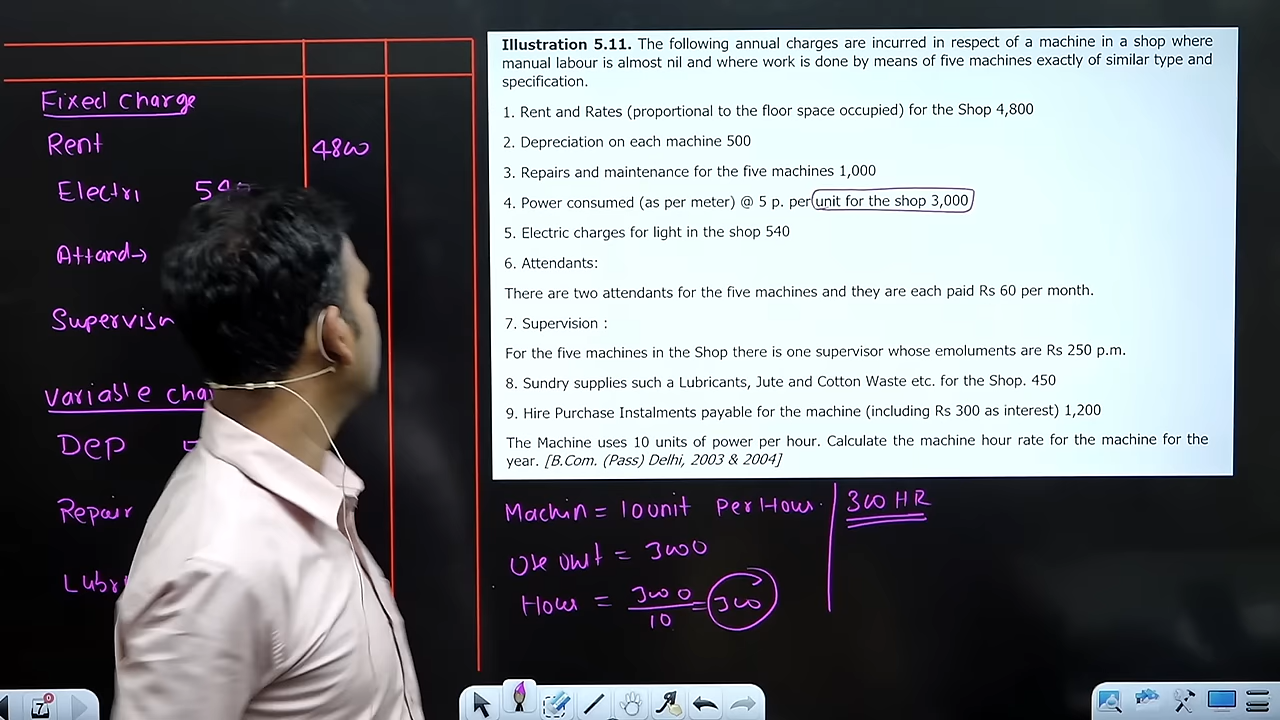 Fixed Charge
Rent 4800
Electri
Attand→
Supervisn
Variable
Dep
Repair
Illustration 5.11. The following annual charges are incurred in respect of a machine in a shop where
manual labour is almost nil and where work is done by means of five machines exactly of similar type and
specification.
1. Rent and Rates (proportional to the floor space occupied) for the Shop 4,800
2. Depreciation on each machine 500
3. Repairs and maintenance for the five machines 1,000
4. Power consumed (as per meter) @ 5 p. per unit for the shop 3,000
5. Electric charges for light in the shop 540
6. Attendants:
There are two attendants for the five machines and they are each paid Rs 60 per month.
7. Supervision :
For the five machines in the Shop there is one supervisor whose emoluments are Rs 250 p.m.
8. Sundry supplies such a Lubricants, Jute and Cotton Waste etc. for the Shop. 450
9. Hire Purchase Instalments payable for the machine (including Rs 300 as interest) 1,200
The Machine uses 10 units of power per hour. Calculate the machine hour rate for the machine for the
year. [B.Com. (Pass) Delhi, 2003 & 2004]
Machin = 10 unit Per Hour.
Use unit = 3000
Hour = 3000 / 10 = 300
300 HR